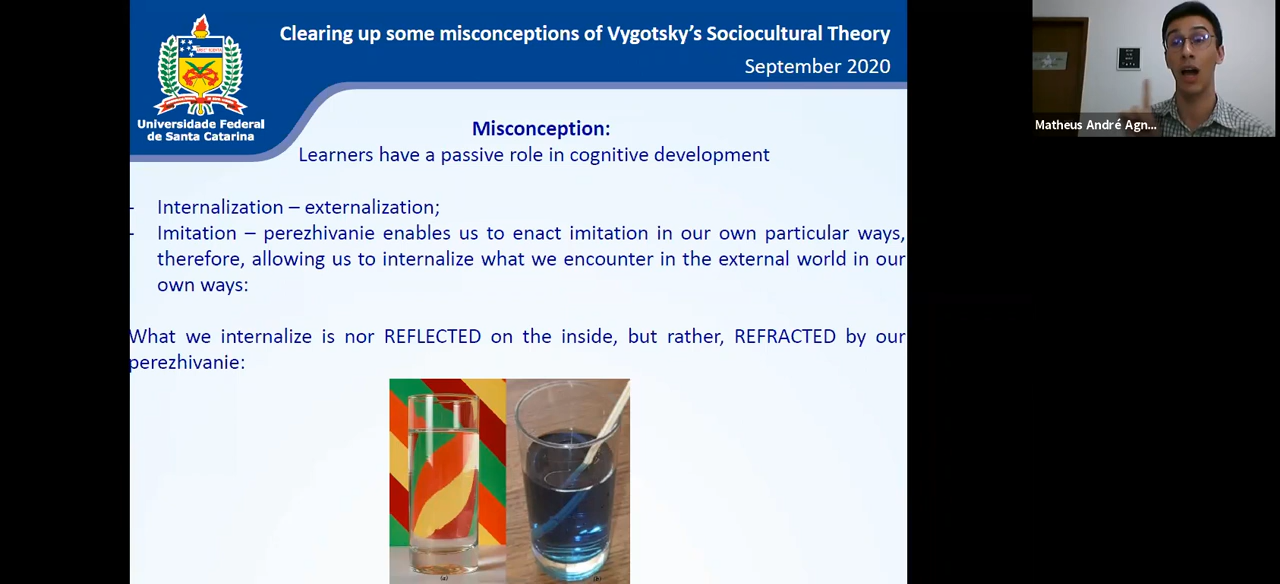 Clearing up some misconceptions of Vygotsky's Sociocultural Theory
September 2020
Universidade Federal
de Santa Catarina
Misconception:
Learners have a passive role in cognitive development
- Internalization – externalization;
- Imitation – perezhivanie enables us to enact imitation in our own particular ways,
therefore, allowing us to internalize what we encounter in the external world in our
own ways:
What we internalize is nor REFLECTED on the inside, but rather, REFRACTED by our
perezhivanie:
(a) (b)
Matheus André Agn...